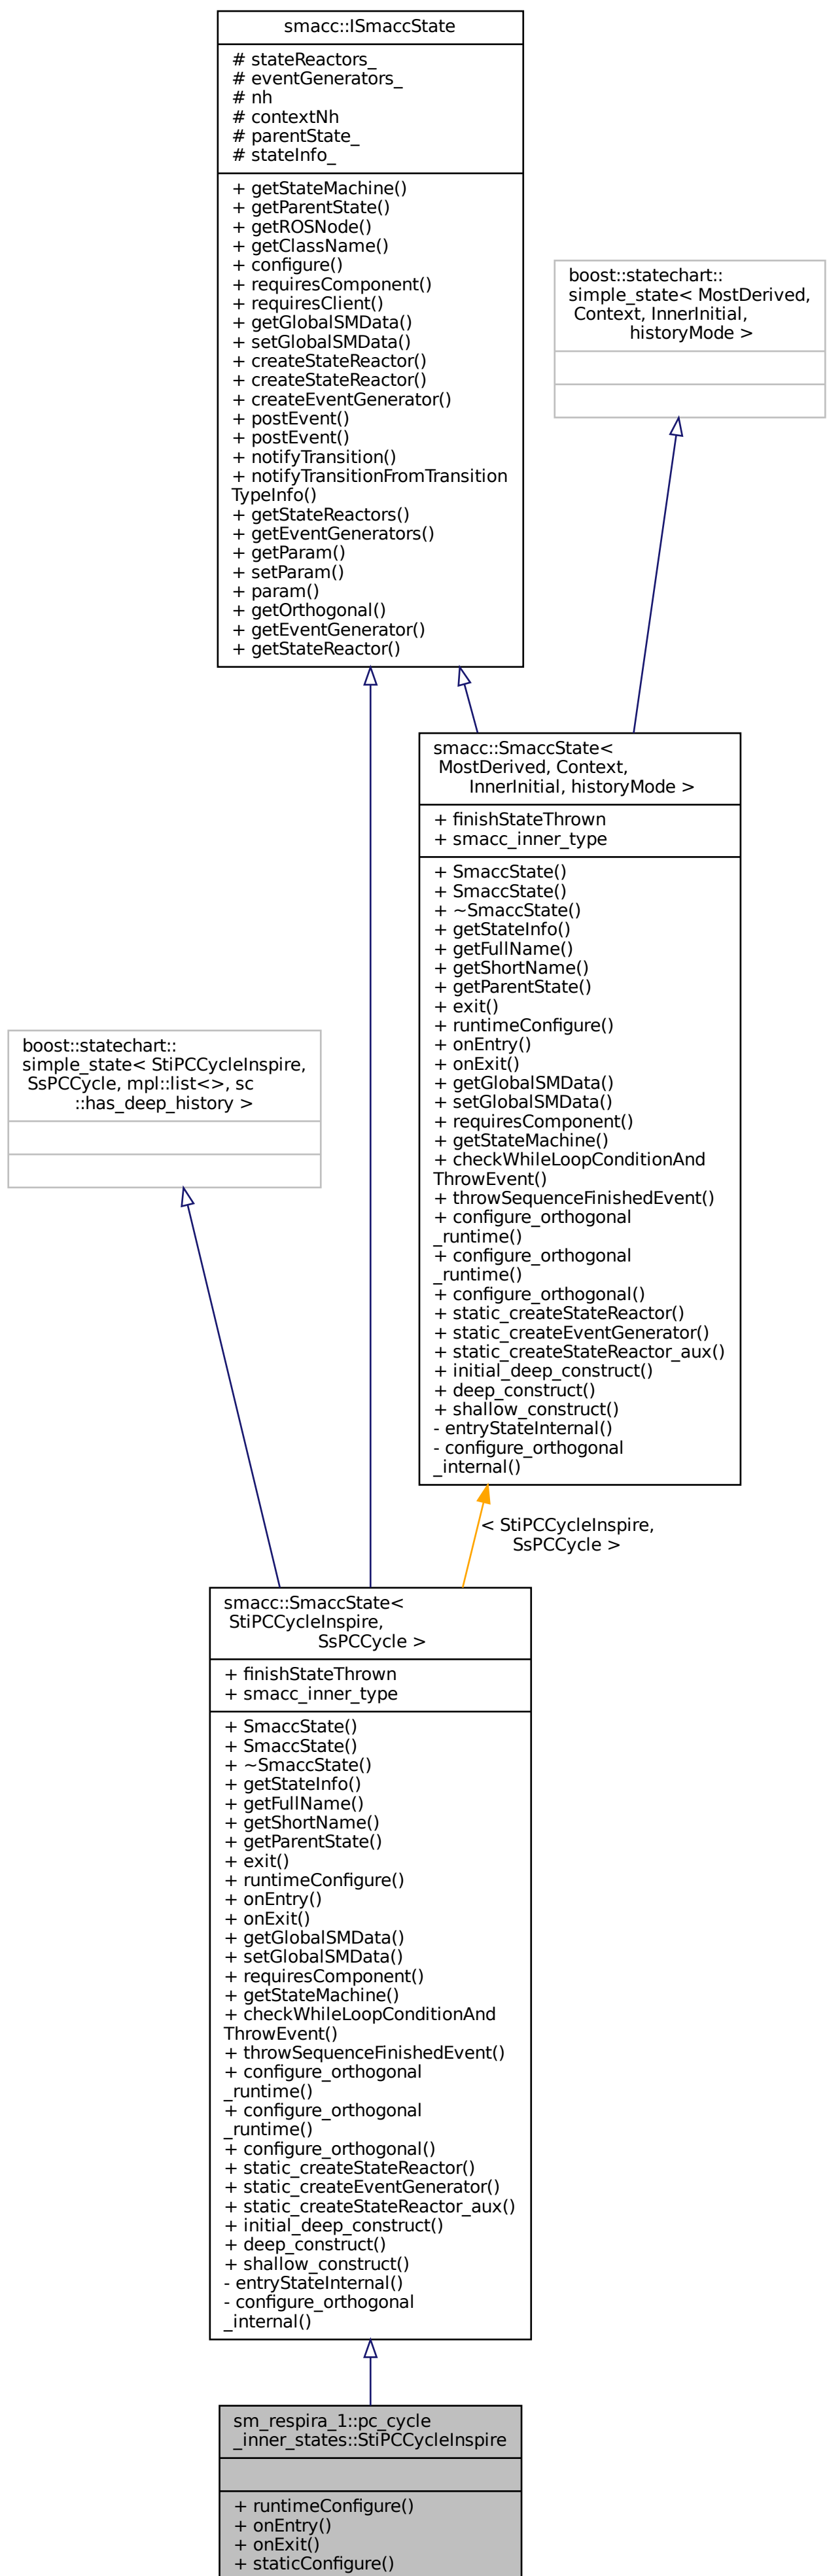 smacc::ISmaccState
# stateReactors_
# eventGenerators_
# nh
# contextNh
# parentState_
# stateInfo_
+ getStateMachine()
+ getParentState()
+ getROSNode()
+ getClassName()
+ configure()
+ requiresComponent()
+ requiresClient()
+ getGlobalSMData()
+ setGlobalSMData()
+ createStateReactor()
+ createStateReactor()
+ createEventGenerator()
+ postEvent()
+ postEvent()
+ notifyTransition()
+ notifyTransitionFromTransition
TypeInfo()
+ getStateReactors()
+ getEventGenerators()
+ getParam()
+ setParam()
+ param()
+ getOrthogonal()
+ getEventGenerator()
+ getStateReactor()
boost::statechart::
simple_state< MostDerived,
Context, InnerInitial,
historyMode >
smacc::SmaccState<
MostDerived, Context,
InnerInitial, historyMode >
+ finishStateThrown
+ smacc_inner_type
+ SmaccState()
+ SmaccState()
+ ~SmaccState()
+ getStateInfo()
+ getFullName()
+ getShortName()
+ getParentState()
+ exit()
+ runtimeConfigure()
+ onEntry()
+ onExit()
+ getGlobalSMData()
+ setGlobalSMData()
+ requiresComponent()
+ getStateMachine()
+ checkWhileLoopConditionAnd
ThrowEvent()
+ throwSequenceFinishedEvent()
+ configure_orthogonal
_runtime()
+ configure_orthogonal
_runtime()
+ configure_orthogonal()
+ static_createStateReactor()
+ static_createEventGenerator()
+ static_createStateReactor_aux()
+ initial_deep_construct()
+ deep_construct()
+ shallow_construct()
- entryStateInternal()
- configure_orthogonal
_internal()
boost::statechart::
simple_state< StiPCCycleInspire,
SsPCCycle, mpl::list<>, sc
::has_deep_history >
< StiPCCycleInspire,
SsPCCycle >
smacc::SmaccState<
StiPCCycleInspire,
SsPCCycle >
+ finishStateThrown
+ smacc_inner_type
+ SmaccState()
+ SmaccState()
+ ~SmaccState()
+ getStateInfo()
+ getFullName()
+ getShortName()
+ getParentState()
+ exit()
+ runtimeConfigure()
+ onEntry()
+ onExit()
+ getGlobalSMData()
+ setGlobalSMData()
+ requiresComponent()
+ getStateMachine()
+ checkWhileLoopConditionAnd
ThrowEvent()
+ throwSequenceFinishedEvent()
+ configure_orthogonal
_runtime()
+ configure_orthogonal
_runtime()
+ configure_orthogonal()
+ static_createStateReactor()
+ static_createEventGenerator()
+ static_createStateReactor_aux()
+ initial_deep_construct()
+ deep_construct()
+ shallow_construct()
- entryStateInternal()
- configure_orthogonal
_internal()
sm_respira_1::pc_cycle
_inner_states::StiPCCycleInspire
+ runtimeConfigure()
+ onEntry()
+ onExit()
+ staticConfigure()